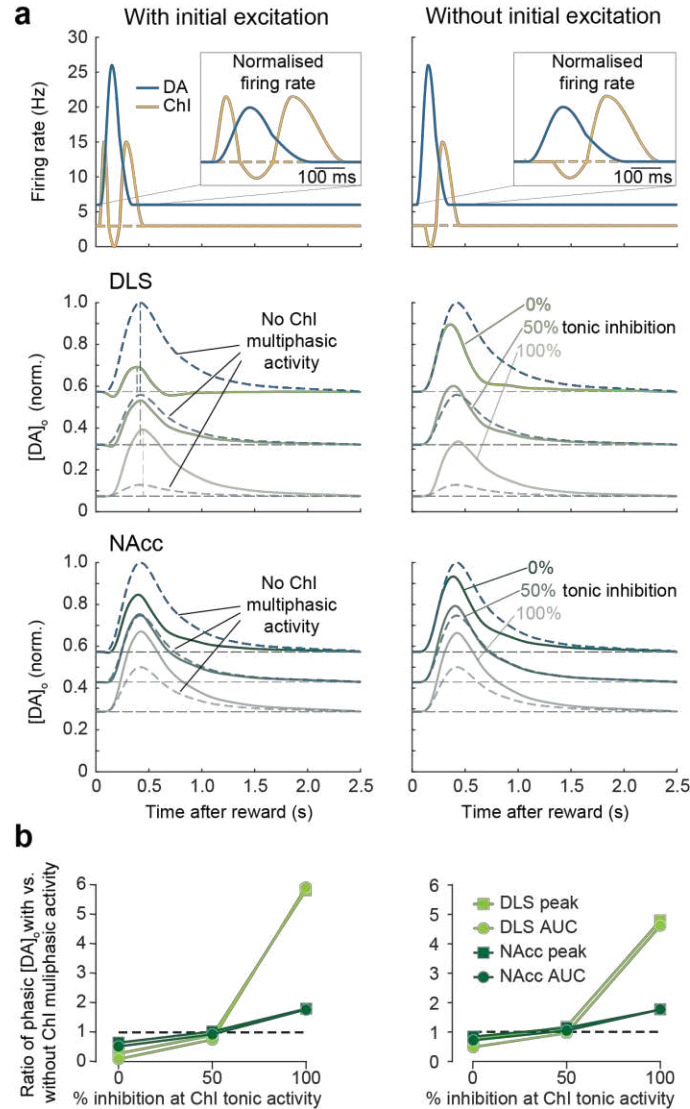 a
With initial excitation
Without initial excitation
Firing rate (Hz)
30
25
20
15
10
5
0
DA
ChI
Normalised
firing rate
100 ms
Normalised
firing rate
100 ms
DLS
[DA]o (norm.)
1.0
0.8
0.6
0.4
0.2
0
No ChI
multiphasic
activity
0%
50% tonic inhibition
100%
NAcc
[DA]o (norm.)
1.0
0.8
0.6
0.4
0.2
0
No ChI
multiphasic
activity
0%
50% tonic inhibition
100%
0 0.5 1.0 1.5 2.0 2.5
Time after reward (s)
0 0.5 1.0 1.5 2.0 2.5
Time after reward (s)
b
Ratio of phasic [DA]o with vs.
without ChI muliphasic activity
6
5
4
3
2
1
0
0 50 100
% inhibition at ChI tonic activity
6
5
4
3
2
1
0
DLS peak
DLS AUC
NAcc peak
NAcc AUC
0 50 100
% inhibition at ChI tonic activity